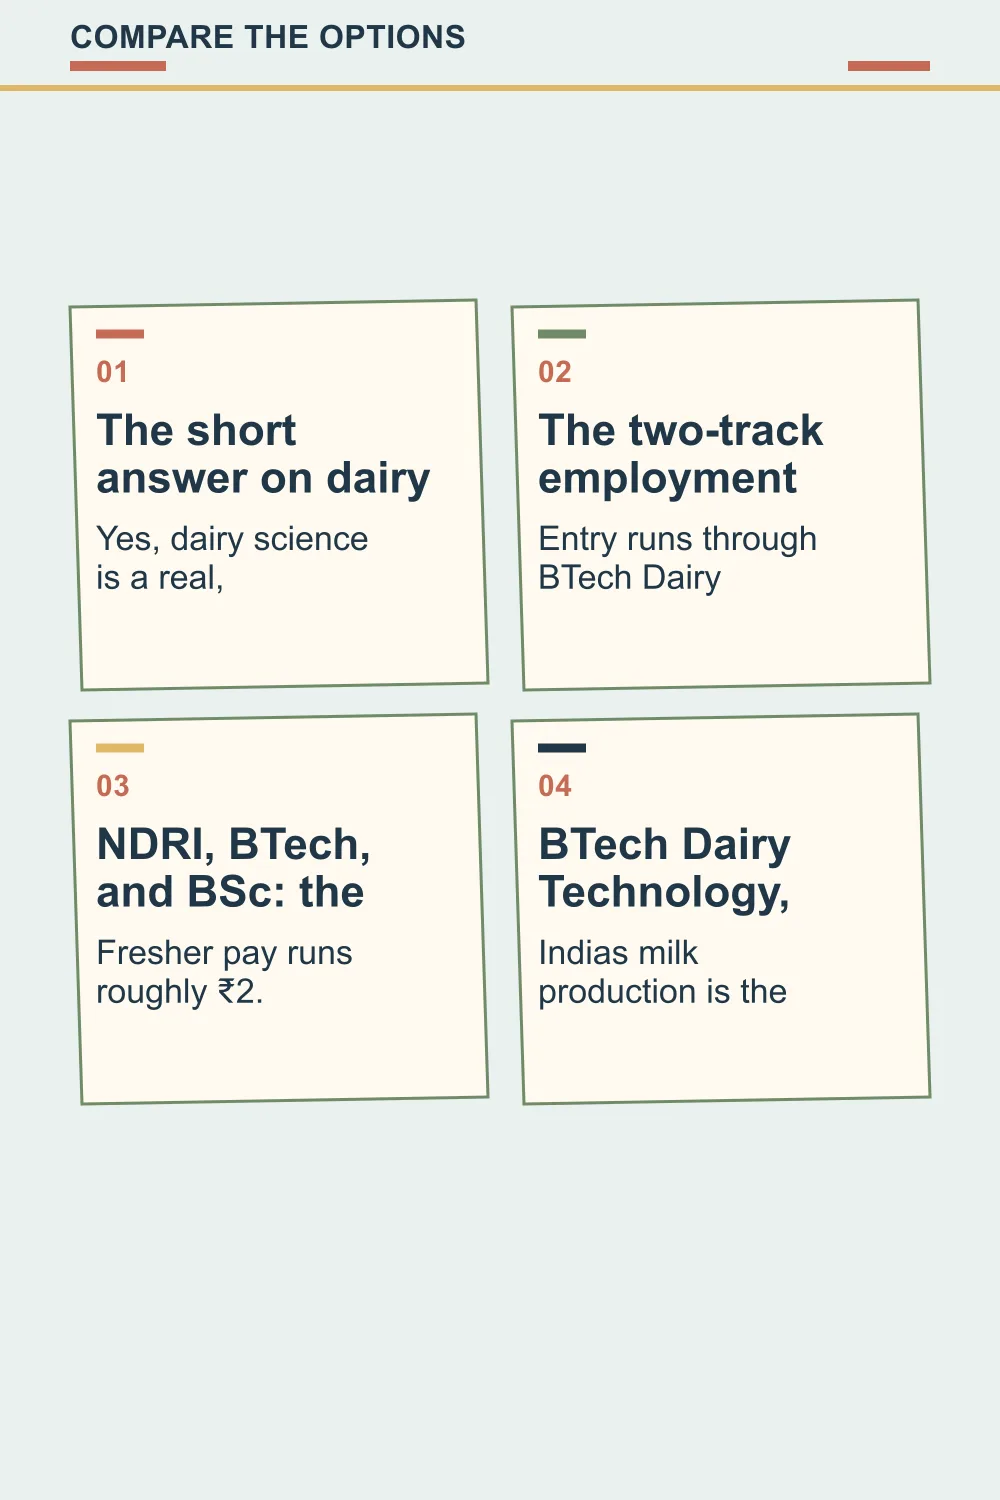 COMPARE THE OPTIONS
01
The short
answer on dairy
Yes, dairy science
is a real,
02
The two-track
employment
Entry runs through
BTech Dairy
03
NDRI, BTech,
and BSc: the
Fresher pay runs
roughly ₹2.
04
BTech Dairy
Technology,
Indias milk
production is the